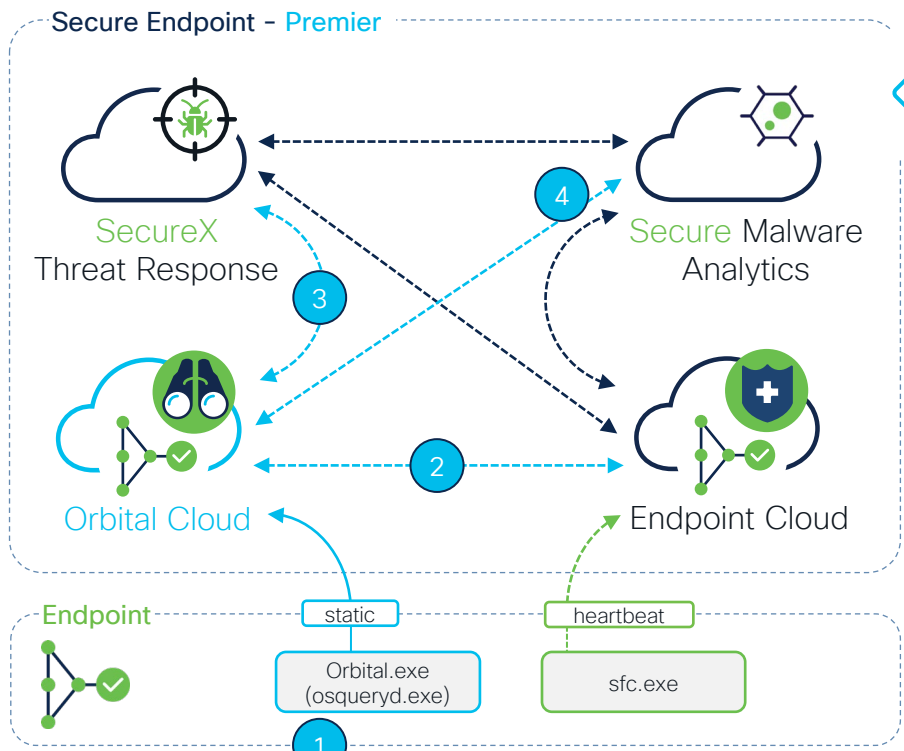 Secure Endpoint - Premier
4
SecureX
Threat Response
Secure Malware
Analytics
3
2
Orbital Cloud
Endpoint Cloud
Endpoint
static
heartbeat
Orbital.exe
(osqueryd.exe)
sfc.exe
1